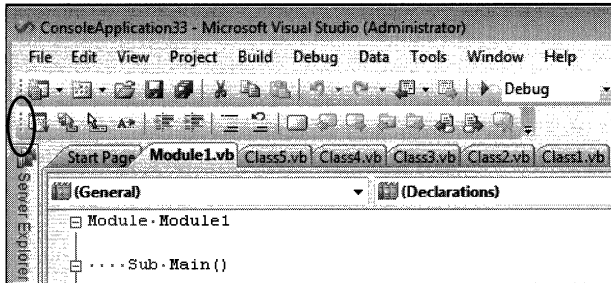 ConsoleApplication33 - Microsoft Visual Studio (Administrator)
File Edit View Project Build Debug Data Tools Window Help
Debug
Start Page Module1.vb Class5.vb Class4.vb Class3.vb Class2.vb Class1.vb
Server Explorer
(General) (Declarations)
Module·Module1
····Sub·Main()